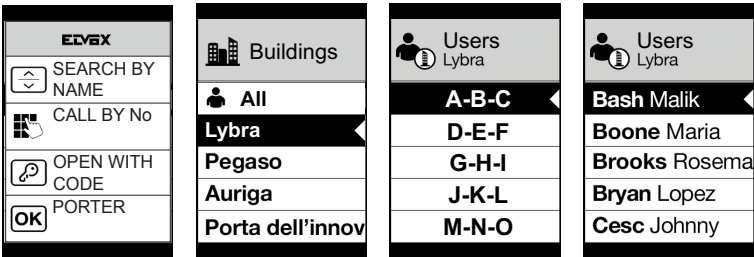 ELVOX
SEARCH BY
NAME
CALL BY No
OPEN WITH
CODE
OK PORTER
Buildings
All
Lybra
Pegaso
Auriga
Porta dell'innov
Users
Lybra
A-B-C
D-E-F
G-H-I
J-K-L
M-N-O
Users
Lybra
Bash Malik
Boone Maria
Brooks Rosema
Bryan Lopez
Cesc Johnny